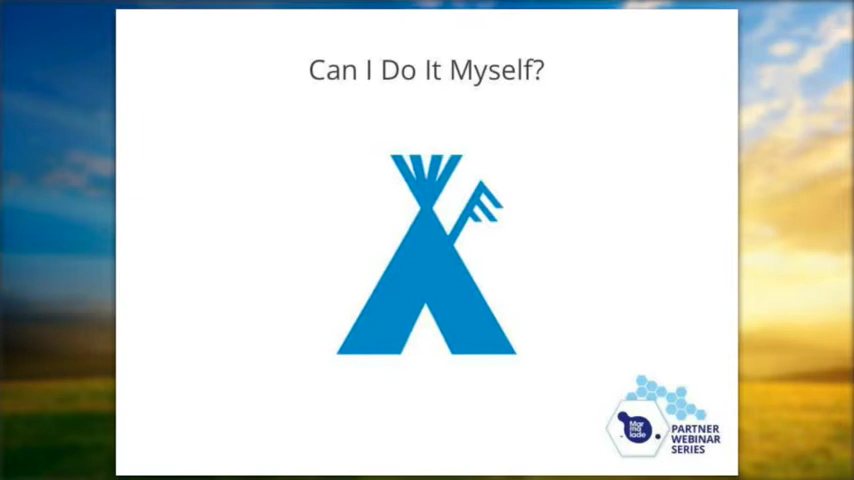 Can I Do It Myself?
Mar
ma
lade
PARTNER
WEBINAR
SERIES